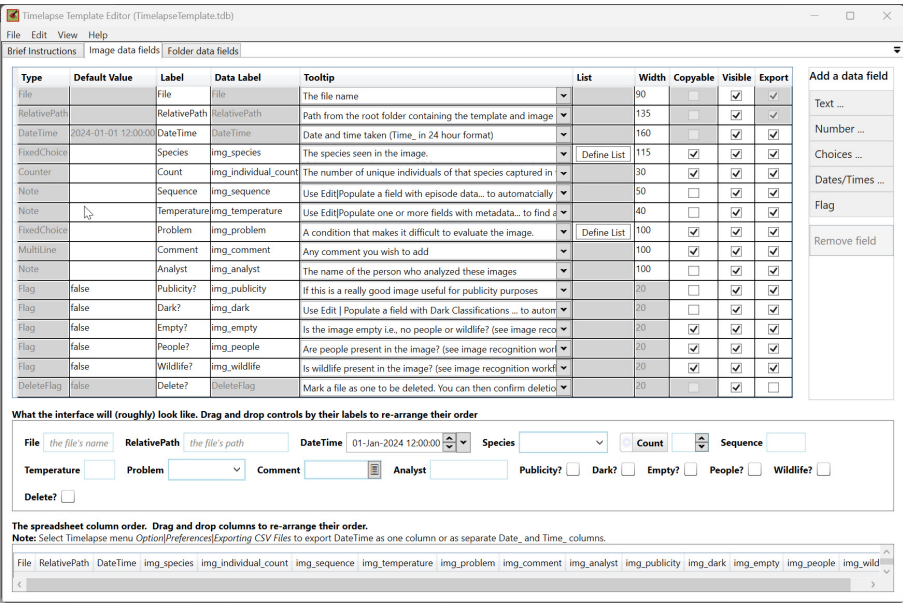 Timelapse Template Editor (TimelapseTemplate.tdb)
File Edit View Help
Brief Instructions Image data fields Folder data fields
Type Default Value Label Data Label Tooltip List Width Copyable Visible Export
File File File The file name 90
RelativePath RelativePath RelativePath Path from the root folder containing the template and image 135
DateTime 2024-01-01 12:00:00 DateTime DateTime Date and time taken (Time_ in 24 hour format) 160
FixedChoice Species img_species The species seen in the image. Define List 115
Counter Count img_individual_count The number of unique individuals of that species captured in 30
Note Sequence img_sequence Use Edit|Populate a field with episode data... to automatcially 50
Note Temperature img_temperature Use Edit|Populate one or more fields with metadata... to find a 40
FixedChoice Problem img_problem A condition that makes it difficult to evaluate the image. Define List 100
MultiLine Comment img_comment Any comment you wish to add 100
Note Analyst img_analyst The name of the person who analyzed these images 100
Flag false Publicity? img_publicity If this is a really good image useful for publicity purposes 20
Flag false Dark? img_dark Use Edit | Populate a field with Dark Classifications ... to autom 20
Flag false Empty? img_empty Is the image empty i.e., no people or wildlife? (see image reco 20
Flag false People? img_people Are people present in the image? (see image recognition work 20
Flag false Wildlife? img_wildlife Is wildlife present in the image? (see image recognition workfl 20
DeleteFlag false Delete? DeleteFlag Mark a file as one to be deleted. You can then confirm deletio 20
Add a data field
Text ...
Number ...
Choices ...
Dates/Times ...
Flag
Remove field
What the interface will (roughly) look like. Drag and drop controls by their labels to re-arrange their order
File the file's name RelativePath the file's path DateTime 01-Jan-2024 12:00:00 Species Count Sequence
Temperature Problem Comment Analyst Publicity? Dark? Empty? People? Wildlife?
Delete?
The spreadsheet column order. Drag and drop columns to re-arrange their order.
Note: Select Timelapse menu Option|Preferences|Exporting CSV Files to export DateTime as one column or as separate Date_ and Time_ columns.
File RelativePath DateTime img_species img_individual_count img_sequence img_temperature img_problem img_comment img_analyst img_publicity img_dark img_empty img_people img_wild